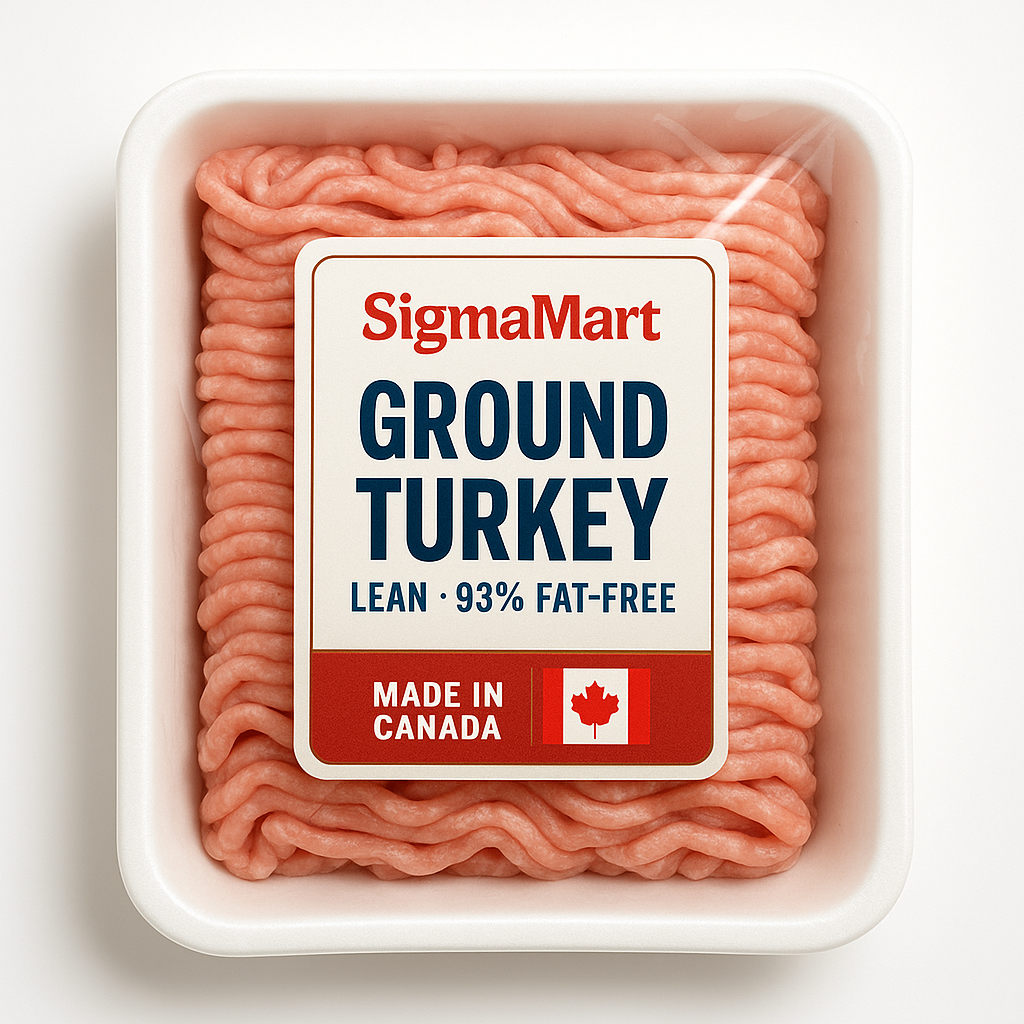 SigmaMart
GROUND
TURKEY
LEAN · 93% FAT-FREE
MADE IN
CANADA